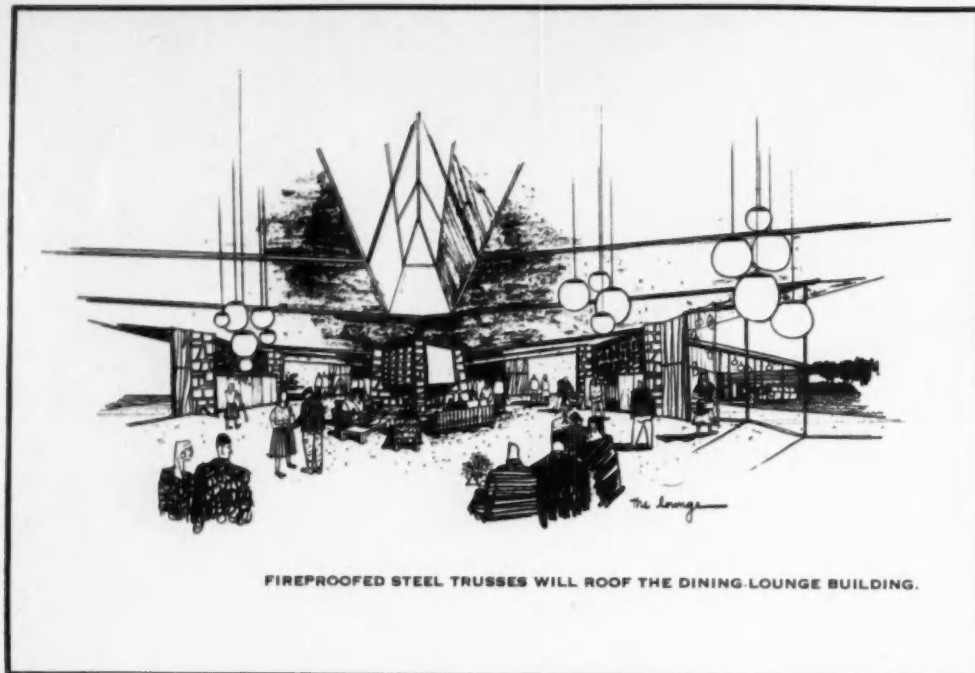 the lounge
FIREPROOFED STEEL TRUSSES WILL ROOF THE DINING-LOUNGE BUILDING.